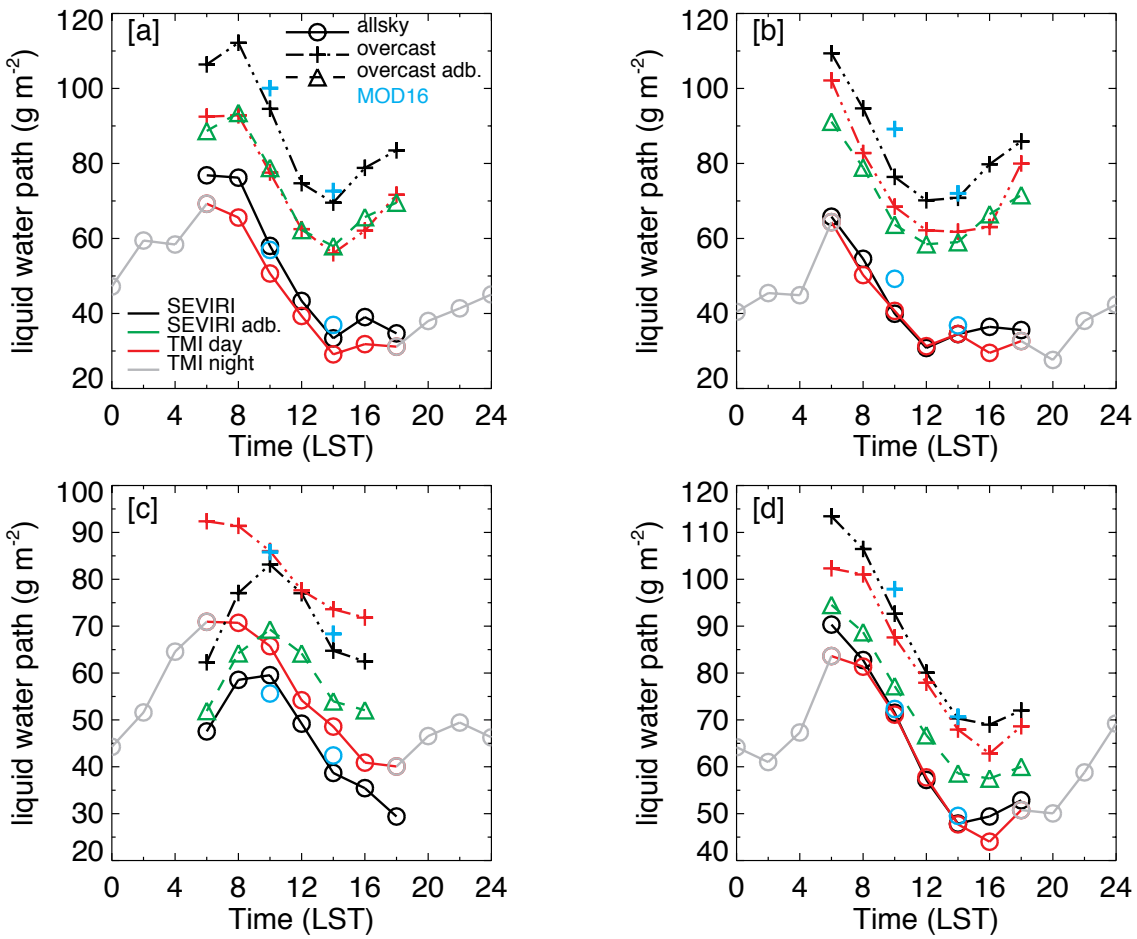 [a]
allsky
overcast
overcast adb.
MOD16
SEVIRI
SEVIRI adb.
TMI day
TMI night
120
100
80
60
40
20
liquid water path (g m-2)
0 4 8 12 16 20 24
Time (LST)
[b]
120
100
80
60
40
20
liquid water path (g m-2)
0 4 8 12 16 20 24
Time (LST)
[c]
100
90
80
70
60
50
40
30
20
liquid water path (g m-2)
0 4 8 12 16 20 24
Time (LST)
[d]
120
110
100
90
80
70
60
50
40
liquid water path (g m-2)
0 4 8 12 16 20 24
Time (LST)